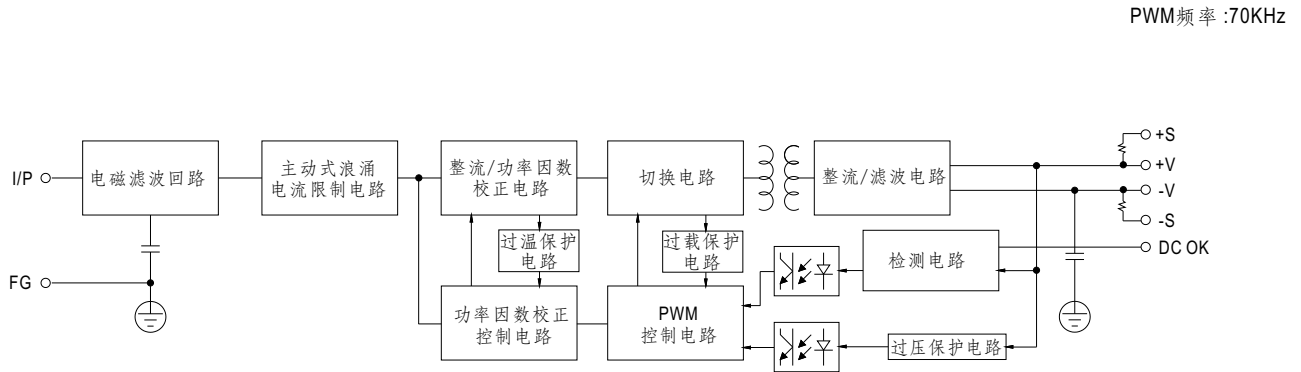 PWM频率 :70KHz
I/P
电磁滤波回路
主动式浪涌
电流限制电路
整流/功率因数
校正电路
切换电路
整流/滤波电路
+S
+V
-V
-S
DC OK
过温保护
电路
过载保护
电路
检测电路
FG
功率因数校正
控制电路
PWM
控制电路
过压保护电路